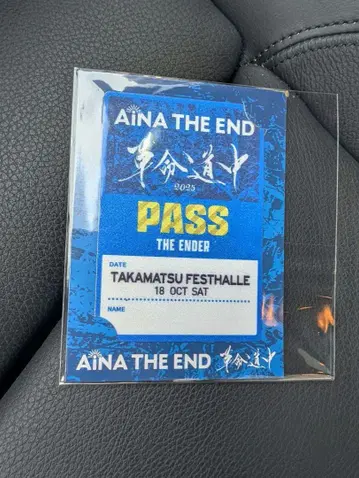 AiNA THE END
革命道中
2025
PASS
THE ENDER
DATE
TAKAMATSU FESTHALLE
18 OCT SAT
NAME
AiNA THE END 革命道中